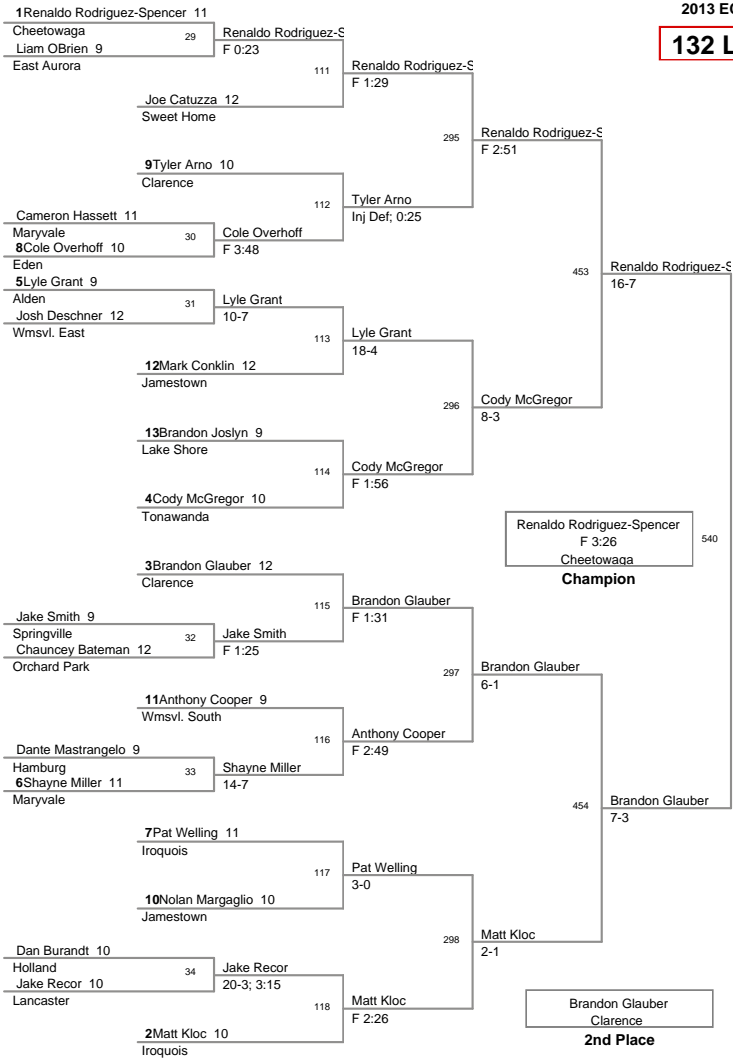 2013 EC
132 L
1Renaldo Rodriguez-Spencer 11
Cheetowaga
29
Liam OBrien 9
East Aurora
Renaldo Rodriguez-S
F 0:23
111
Joe Catuzza 12
Sweet Home
Renaldo Rodriguez-S
F 1:29
295
9Tyler Arno 10
Clarence
112
Cameron Hassett 11
Maryvale
30
8Cole Overhoff 10
Eden
Cole Overhoff
F 3:48
Tyler Arno
Inj Def; 0:25
Renaldo Rodriguez-S
F 2:51
453
5Lyle Grant 9
Alden
31
Josh Deschner 12
Wmsvl. East
Lyle Grant
10-7
113
12Mark Conklin 12
Jamestown
Lyle Grant
18-4
296
13Brandon Joslyn 9
Lake Shore
114
4Cody McGregor 10
Tonawanda
Cody McGregor
F 1:56
Cody McGregor
8-3
Renaldo Rodriguez-S
16-7
Renaldo Rodriguez-Spencer
F 3:26
Cheetowaga
Champion
540
3Brandon Glauber 12
Clarence
115
Jake Smith 9
Springville
32
Chauncey Bateman 12
Orchard Park
Jake Smith
F 1:25
Brandon Glauber
F 1:31
297
11Anthony Cooper 9
Wmsvl. South
116
Dante Mastrangelo 9
Hamburg
33
6Shayne Miller 11
Maryvale
Shayne Miller
14-7
Anthony Cooper
F 2:49
Brandon Glauber
6-1
454
7Pat Welling 11
Iroquois
117
10Nolan Margaglio 10
Jamestown
Pat Welling
3-0
298
Dan Burandt 10
Holland
34
Jake Recor 10
Lancaster
Jake Recor
20-3; 3:15
118
2Matt Kloc 10
Iroquois
Matt Kloc
F 2:26
Matt Kloc
2-1
Brandon Glauber
7-3
Brandon Glauber
Clarence
2nd Place